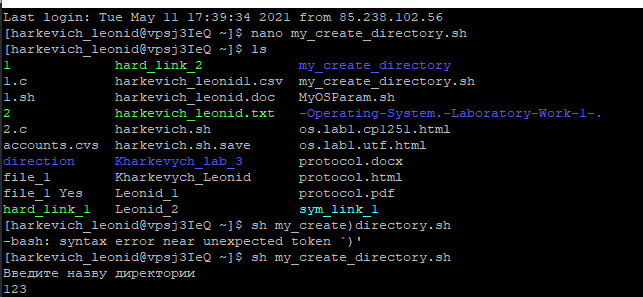 Last login: Tue May 11 17:39:34 2021 from 85.238.102.56
[harkevich_leonid@vpsj3IeQ ~]$ nano my_create_directory.sh
[harkevich_leonid@vpsj3IeQ ~]$ ls
1 hard_link_2 my_create_directory
1.c harkevich_leonid1.csv my_create_directory.sh
1.sh harkevich_leonid.doc MyOSParam.sh
2 harkevich_leonid.txt -Operating-System.-Laboratory-Work-1-.
2.c harkevich.sh os.lab1.cp1251.html
accounts.cvs harkevich.sh.save os.lab1.utf.html
direction Kharkevych_lab_3 protocol.docx
file_1 Kharkevych_Leonid protocol.html
file_1 Yes Leonid_1 protocol.pdf
hard_link_1 Leonid_2 sym_link_1
[harkevich_leonid@vpsj3IeQ ~]$ sh my_create)directory.sh
-bash: syntax error near unexpected token `)'
[harkevich_leonid@vpsj3IeQ ~]$ sh my_create_directory.sh
Введите назву директории
123